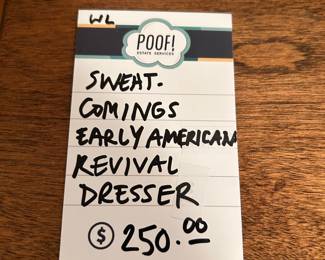 WL
POOF!
ESTATE SERVICES
SWEAT-
COMINGS
EARLY AMERICAN
REVIVAL
DRESSER
$ 250.00